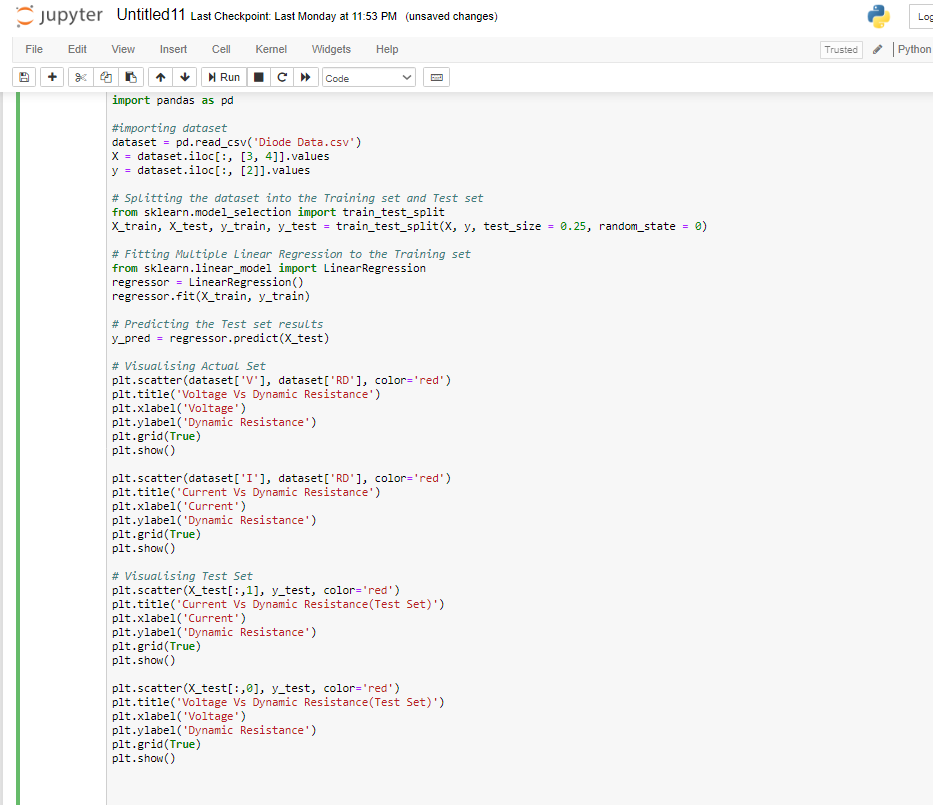 jupyter Untitled11 Last Checkpoint: Last Monday at 11:53 PM (unsaved changes)
File Edit View Insert Cell Kernel Widgets Help Trusted Python
Run Code
import pandas as pd
#importing dataset
dataset = pd.read_csv('Diode Data.csv')
X = dataset.iloc[:, [3, 4]].values
y = dataset.iloc[:, [2]].values
# Splitting the dataset into the Training set and Test set
from sklearn.model_selection import train_test_split
X_train, X_test, y_train, y_test = train_test_split(X, y, test_size = 0.25, random_state = 0)
# Fitting Multiple Linear Regression to the Training set
from sklearn.linear_model import LinearRegression
regressor = LinearRegression()
regressor.fit(X_train, y_train)
# Predicting the Test set results
y_pred = regressor.predict(X_test)
# Visualising Actual Set
plt.scatter(dataset['V'], dataset['RD'], color='red')
plt.title('Voltage Vs Dynamic Resistance')
plt.xlabel('Voltage')
plt.ylabel('Dynamic Resistance')
plt.grid(True)
plt.show()
plt.scatter(dataset['I'], dataset['RD'], color='red')
plt.title('Current Vs Dynamic Resistance')
plt.xlabel('Current')
plt.ylabel('Dynamic Resistance')
plt.grid(True)
plt.show()
# Visualising Test Set
plt.scatter(X_test[:,1], y_test, color='red')
plt.title('Current Vs Dynamic Resistance(Test Set)')
plt.xlabel('Current')
plt.ylabel('Dynamic Resistance')
plt.grid(True)
plt.show()
plt.scatter(X_test[:,0], y_test, color='red')
plt.title('Voltage Vs Dynamic Resistance(Test Set)')
plt.xlabel('Voltage')
plt.ylabel('Dynamic Resistance')
plt.grid(True)
plt.show()